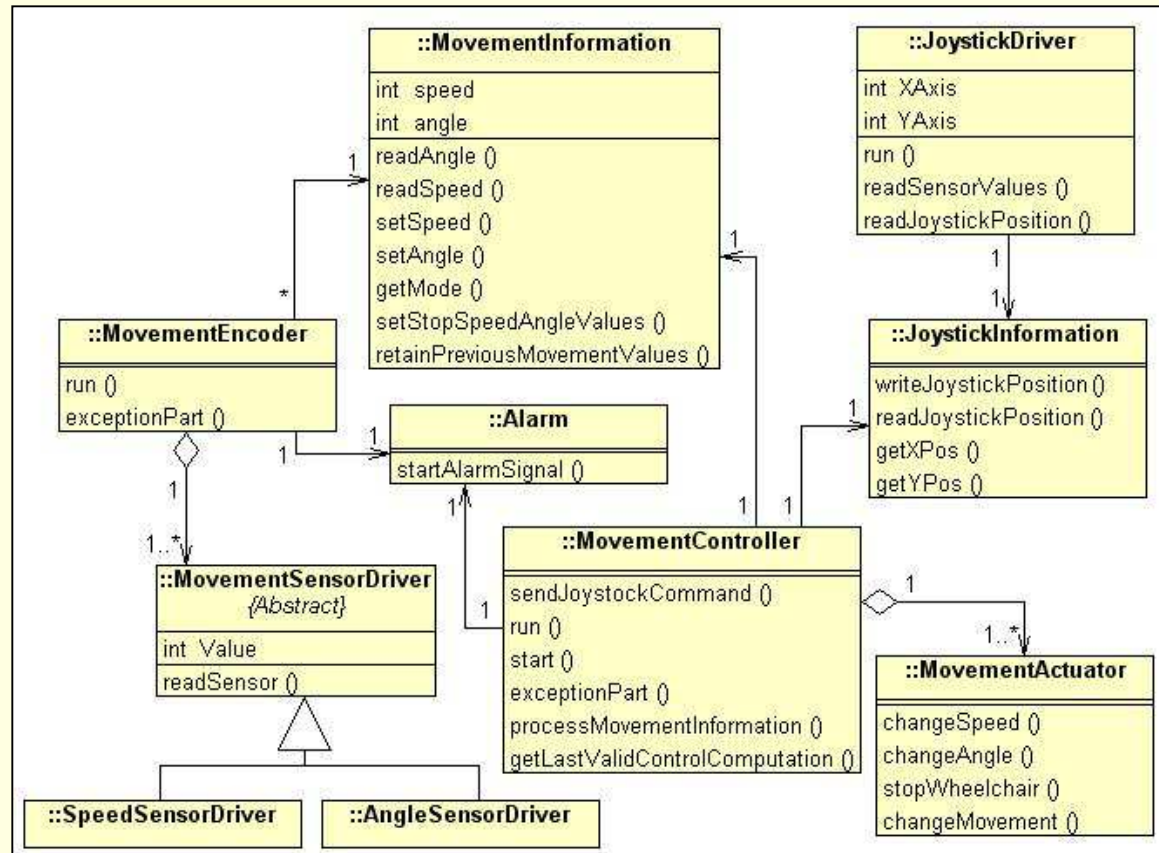 ::MovementInformation
int speed
int angle
readAngle ()
readSpeed ()
setSpeed ()
setAngle ()
getMode ()
setStopSpeedAngleValues ()
retainPreviousMovementValues ()
::JoystickDriver
int XAxis
int YAxis
run ()
readSensorValues ()
readJoystickPosition ()
1
*
1
1
1
::MovementEncoder
run ()
exceptionPart ()
::JoystickInformation
writeJoystickPosition ()
readJoystickPosition ()
getXPos ()
getYPos ()
1
1
::Alarm
startAlarmSignal ()
1
1
1..*
1
1
1
1
::MovementSensorDriver
{Abstract}
int Value
readSensor ()
::MovementController
sendJoystockCommand ()
run ()
start ()
exceptionPart ()
processMovementInformation ()
getLastValidControlComputation ()
1
1..*
::MovementActuator
changeSpeed ()
changeAngle ()
stopWheelchair ()
changeMovement ()
::SpeedSensorDriver
::AngleSensorDriver